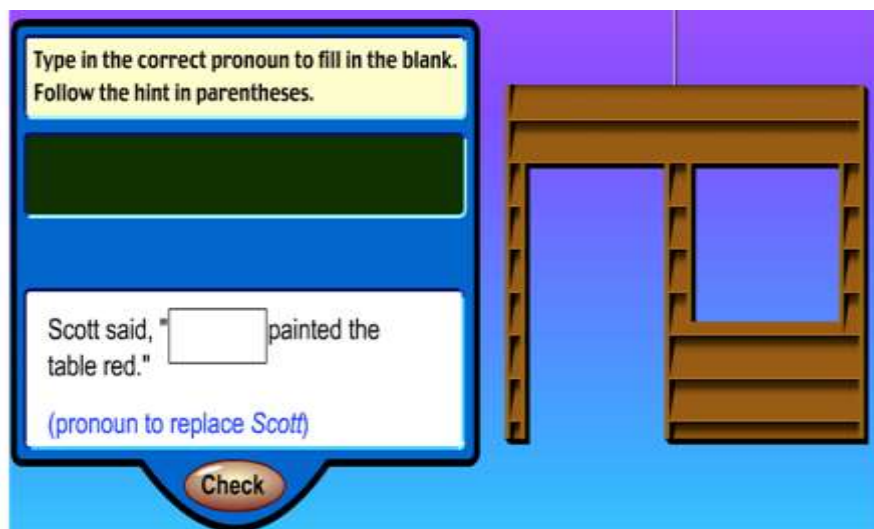 Type in the correct pronoun to fill in the blank.
Follow the hint in parentheses.
Scott said, " painted the
table red."
(pronoun to replace Scott)
Check